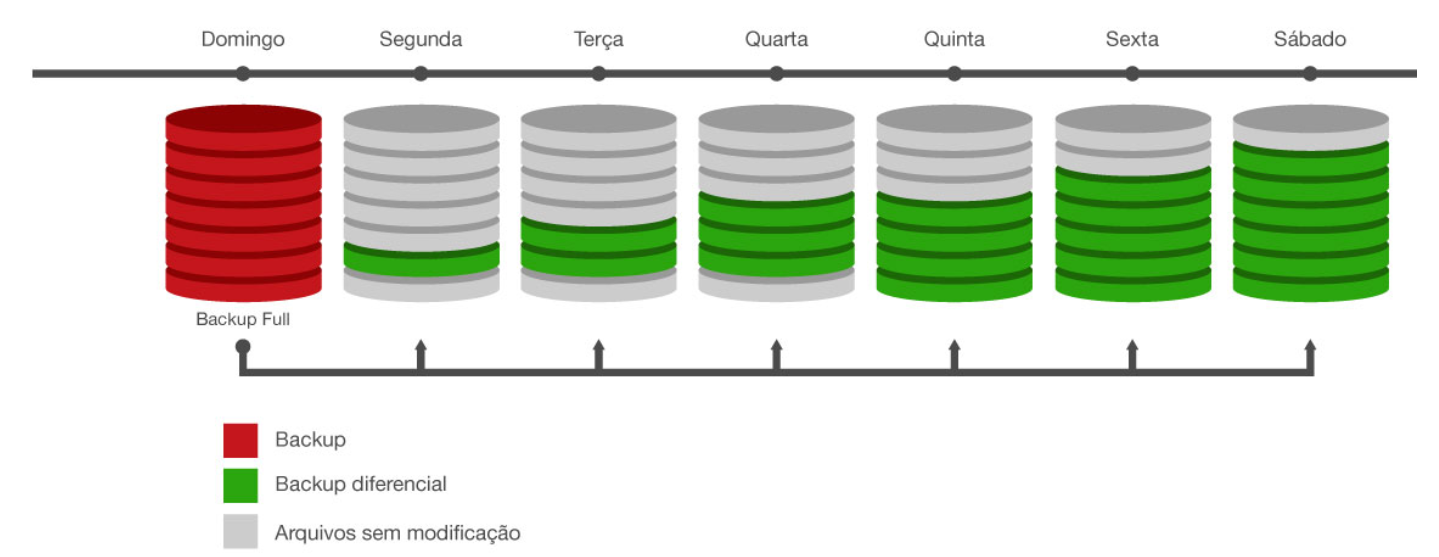 Domingo Segunda Terça Quarta Quinta Sexta Sábado
Backup Full
Backup
Backup diferencial
Arquivos sem modificação